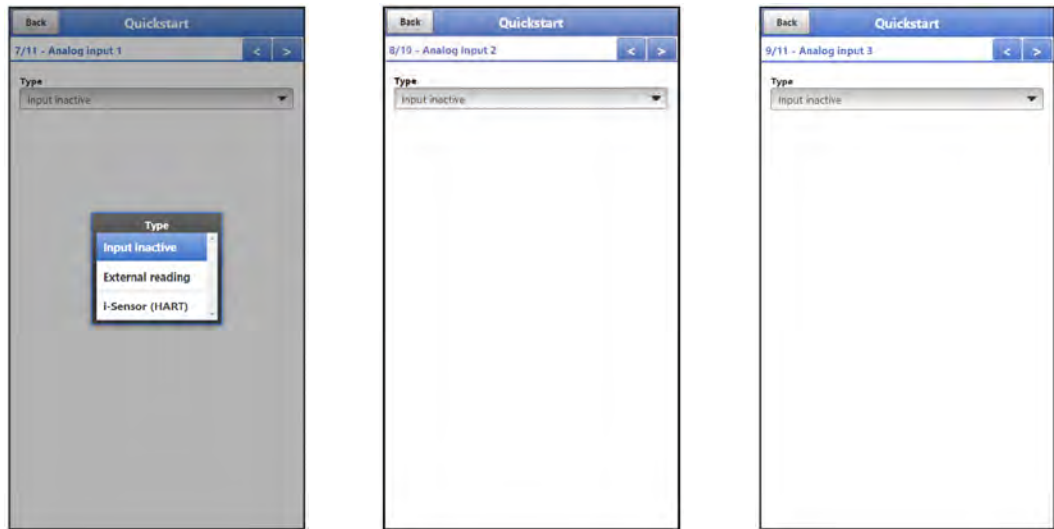 Back Quickstart
7/11 - Analog input 1 < >
Type
Input inactive
Type
Input inactive
External reading
i-Sensor (HART)
Back Quickstart
8/10 - Analog input 2 < >
Type
Input inactive
Back Quickstart
9/11 - Analog input 3 < >
Type
Input inactive